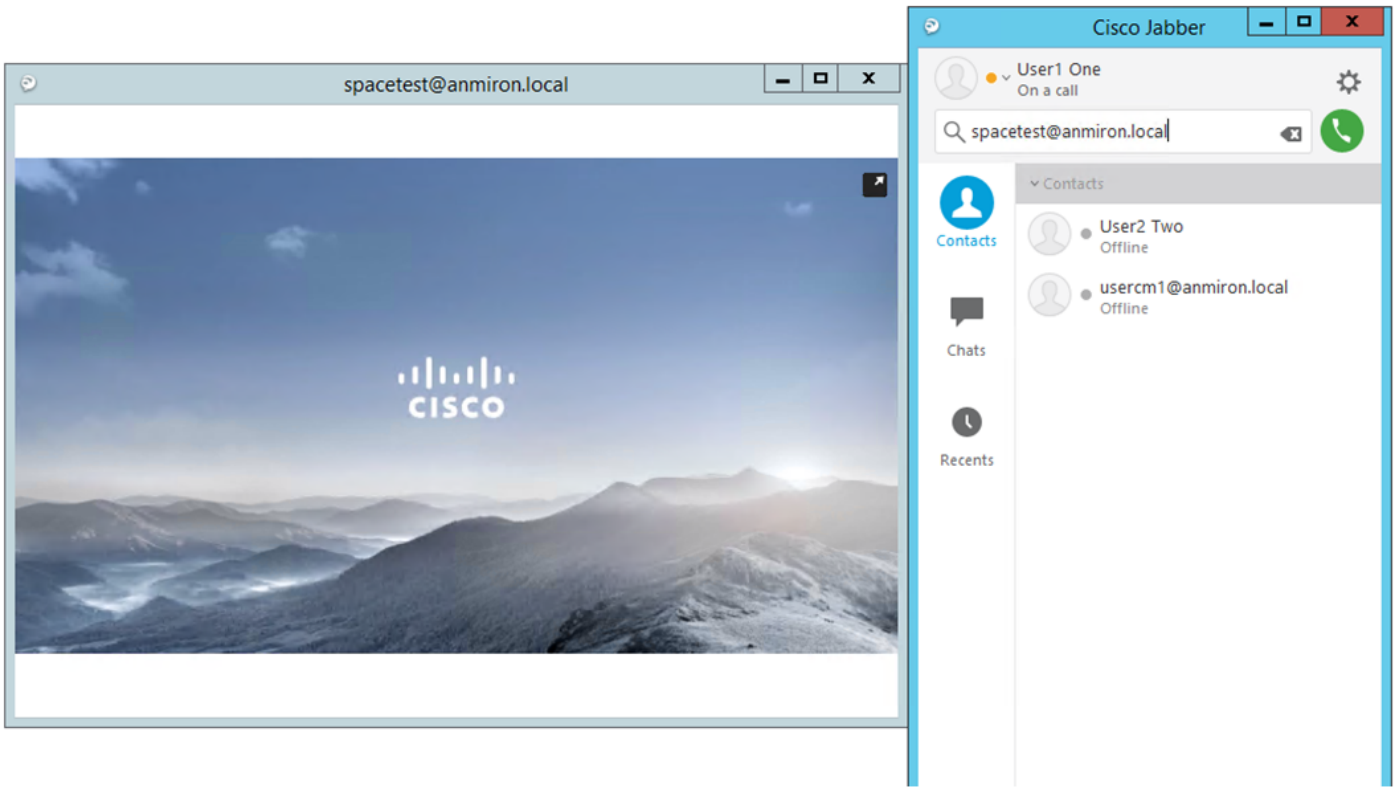 spacetest@anmiron.local
CISCO
Cisco Jabber
User1 One
On a call
spacetest@anmiron.local
Contacts
Contacts
User2 Two
Offline
usercm1@anmiron.local
Offline
Chats
Recents